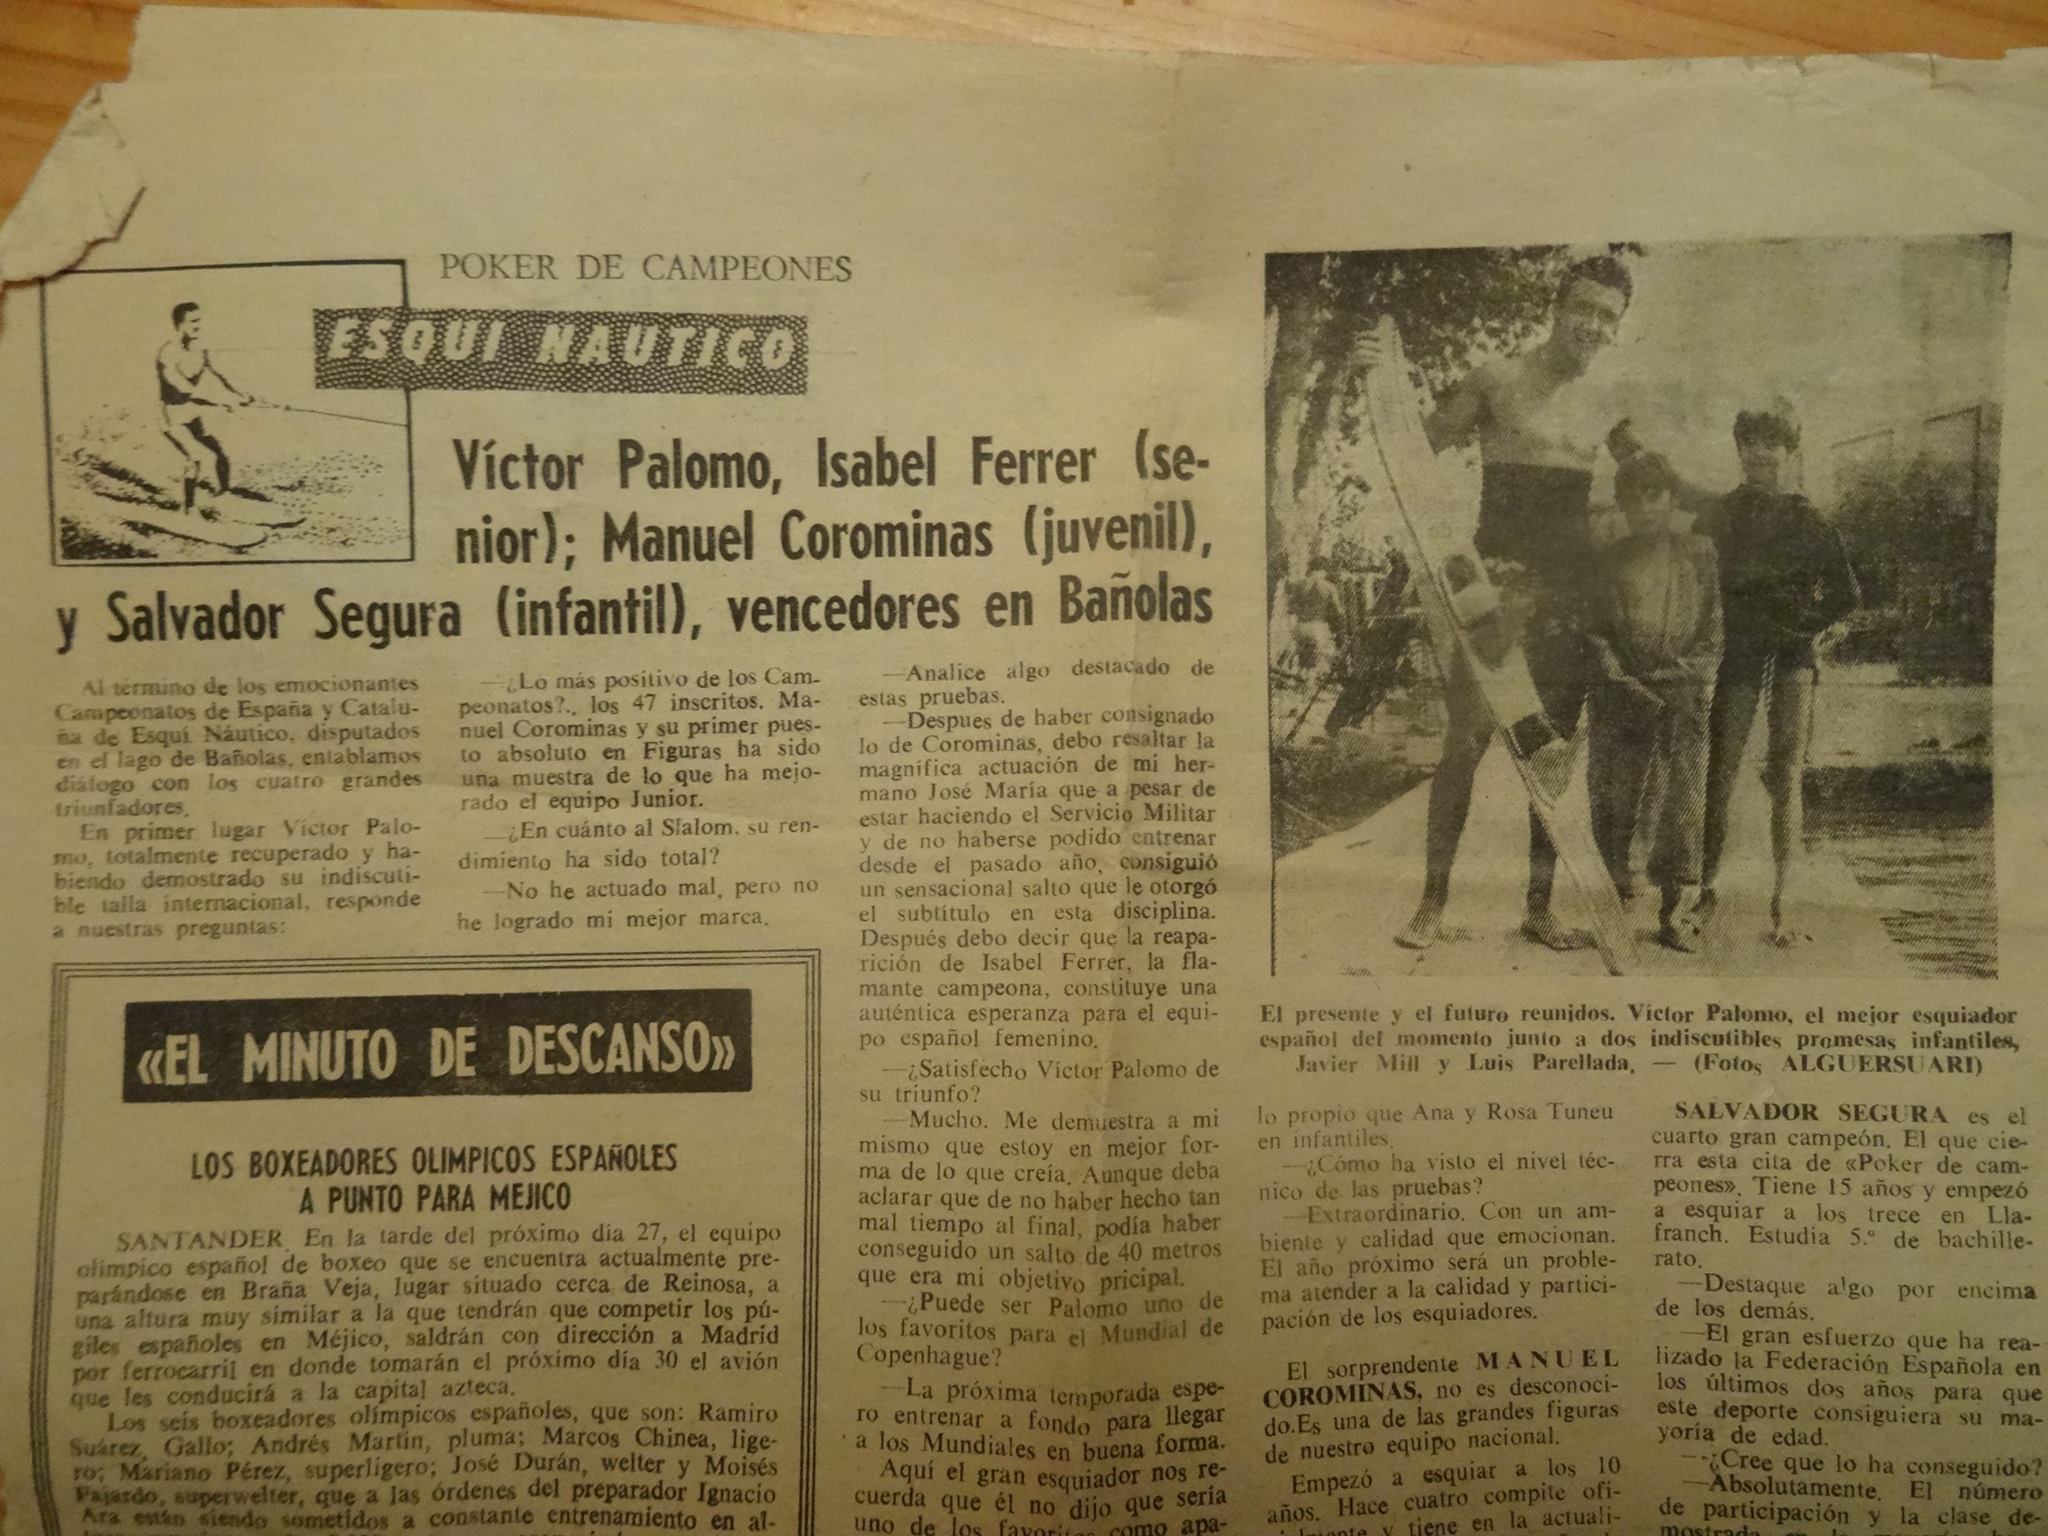 POKER DE CAMPEONES
ESQUI NAUTICO
Víctor Palomo, Isabel Ferrer (se-
nior); Manuel Corominas (juvenil),
y Salvador Segura (infantil), vencedores en Bañolas
Al término de los emocionantes
Campeonatos de España y Catalu-
ña de Esquí Náutico, disputados
en el lago de Bañolas, entablamos
diálogo con los cuatro grandes
triunfadores.
En primer lugar Víctor Palo-
mo, totalmente recuperado y ha-
biendo demostrado su indiscuti-
ble talla internacional, responde
a nuestras preguntas:
—¿Lo más positivo de los Cam-
peonatos?.. los 47 inscritos. Ma-
nuel Corominas y su primer pues-
to absoluto en Figuras ha sido
una muestra de lo que ha mejo-
rado el equipo Junior.
—¿En cuánto al Slalom, su ren-
dimiento ha sido total?
—No he actuado mal, pero no
he logrado mi mejor marca.
—Analice algo destacado de
estas pruebas.
—Despues de haber consignado
lo de Corominas, debo resaltar la
magnífica actuación de mi her-
mano José María que a pesar de
estar haciendo el Servicio Militar
y de no haberse podido entrenar
desde el pasado año, consiguió
un sensacional salto que le otorgó
el subtítulo en esta disciplina.
Después debo decir que la reapa-
rición de Isabel Ferrer, la fla-
mante campeona, constituye una
auténtica esperanza para el equi-
po español femenino.
—¿Satisfecho Víctor Palomo de
su triunfo?
—Mucho. Me demuestra a mi
mismo que estoy en mejor for-
ma de lo que creía. Aunque deba
aclarar que de no haber hecho tan
mal tiempo al final, podía haber
conseguido un salto de 40 metros
que era mi objetivo pricipal.
—¿Puede ser Palomo uno de
los favoritos para el Mundial de
Copenhague?
—La próxima temporada espe-
ro entrenar a fondo para llegar
a los Mundiales en buena forma.
Aquí el gran esquiador nos re-
cuerda que él no dijo que sería
uno de los favoritos como apa-
El presente y el futuro reunidos. Víctor Palomo, el mejor esquiador
español del momento junto a dos indiscutibles promesas infantiles,
Javier Mill y Luis Parellada. — (Fotos ALGUERSUARI)
lo propio que Ana y Rosa Tuneu
en infantiles.
—¿Cómo ha visto el nivel téc-
nico de las pruebas?
—Extraordinario. Con un am-
biente y calidad que emocionan.
El año próximo será un proble-
ma atender a la calidad y partici-
pación de los esquiadores.
El sorprendente MANUEL
COROMINAS, no es desconoci-
do.Es una de las grandes figuras
de nuestro equipo nacional.
Empezó a esquiar a los 10
años. Hace cuatro compite ofi-
cialmente y tiene en la actuali-
SALVADOR SEGURA es el
cuarto gran campeón. El que cie-
rra esta cita de «Poker de cam-
peones». Tiene 15 años y empezó
a esquiar a los trece en Lla-
franch. Estudia 5.º de bachille-
rato.
—Destaque algo por encima
de los demás.
—El gran esfuerzo que ha rea-
lizado la Federación Española en
los últimos dos años para que
este deporte consiguiera su ma-
yoría de edad.
—¿Cree que lo ha conseguido?
—Absolutamente. El número
de participación y la clase de-
«EL MINUTO DE DESCANSO»
LOS BOXEADORES OLIMPICOS ESPAÑOLES
A PUNTO PARA MEJICO
SANTANDER. En la tarde del próximo día 27, el equipo
olímpico español de boxeo que se encuentra actualmente pre-
parándose en Braña Veja, lugar situado cerca de Reinosa, a
una altura muy similar a la que tendrán que competir los pú-
giles españoles en Méjico, saldrán con dirección a Madrid
por ferrocarril en donde tomarán el próximo día 30 el avión
que les conducirá a la capital azteca.
Los seis boxeadores olímpicos españoles, que son: Ramiro
Suárez, Gallo; Andrés Martín, pluma; Marcos Chinea, lige-
ro; Mariano Pérez, superlígero; José Durán, welter y Moisés
Fajardo, superwelter, que a las órdenes del preparador Ignacio
Ara están siendo sometidos a constante entrenamiento en al-